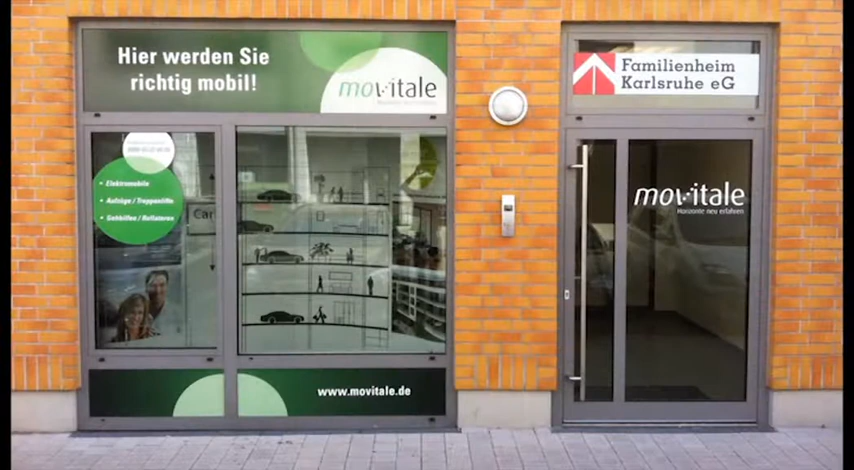 Hier werden Sie
richtig mobil!
movitale
Familienheim
Karlsruhe eG
• Elektromobile
• Aufzüge / Treppenlifte
• Gehhilfen / Rollatoren
Car
movitale
Horizonte neu erfahren
www.movitale.de